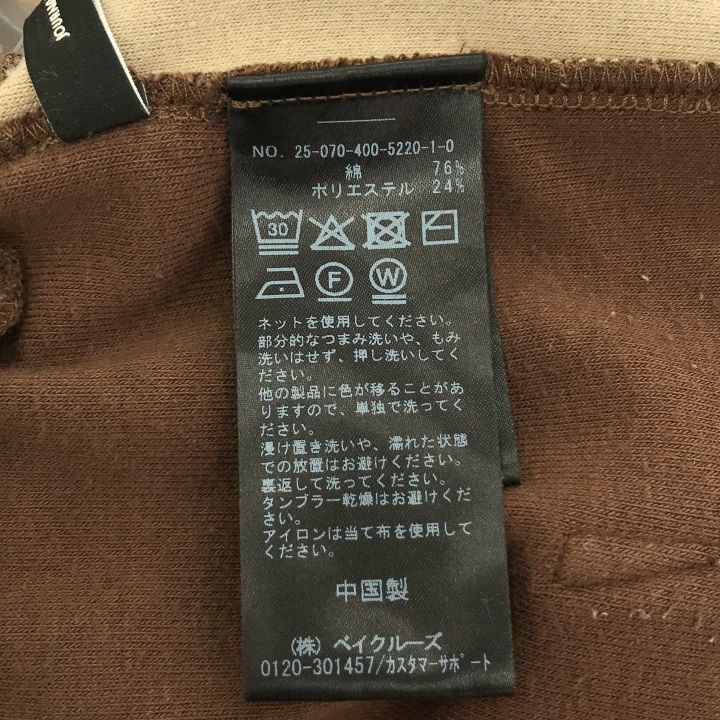 JOURNAL
NO. 25-070-400-5220-1-0
綿 76%
ポリエステル 24%
30
F W
ネットを使用してください。
部分的なつまみ洗いや、もみ
洗いはせず、押し洗いしてく
ださい。
他の製品に色が移ることがあ
りますので、単独で洗ってく
ださい。
浸け置き洗いや、濡れた状態
での放置はお避けください。
裏返して洗ってください。
タンブラー乾燥はお避けくだ
さい。
アイロンは当て布を使用して
ください。
中国製
(株) ベイクルーズ
0120-301457/カスタマーサポート